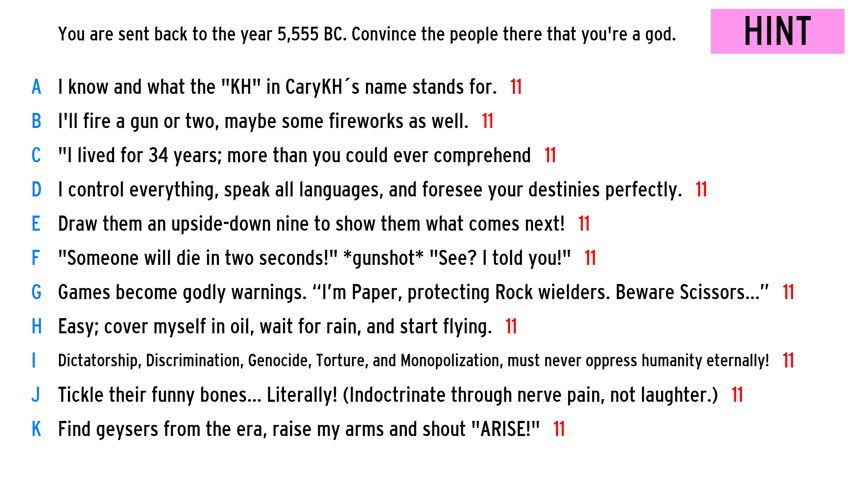 You are sent back to the year 5,555 BC. Convince the people there that you're a god.
HINT
A I know and what the "KH" in CaryKH´s name stands for. 11
B I'll fire a gun or two, maybe some fireworks as well. 11
C "I lived for 34 years; more than you could ever comprehend 11
D I control everything, speak all languages, and foresee your destinies perfectly. 11
E Draw them an upside-down nine to show them what comes next! 11
F "Someone will die in two seconds!" *gunshot* "See? I told you!" 11
G Games become godly warnings. “I’m Paper, protecting Rock wielders. Beware Scissors...” 11
H Easy; cover myself in oil, wait for rain, and start flying. 11
I Dictatorship, Discrimination, Genocide, Torture, and Monopolization, must never oppress humanity eternally! 11
J Tickle their funny bones... Literally! (Indoctrinate through nerve pain, not laughter.) 11
K Find geysers from the era, raise my arms and shout "ARISE!" 11